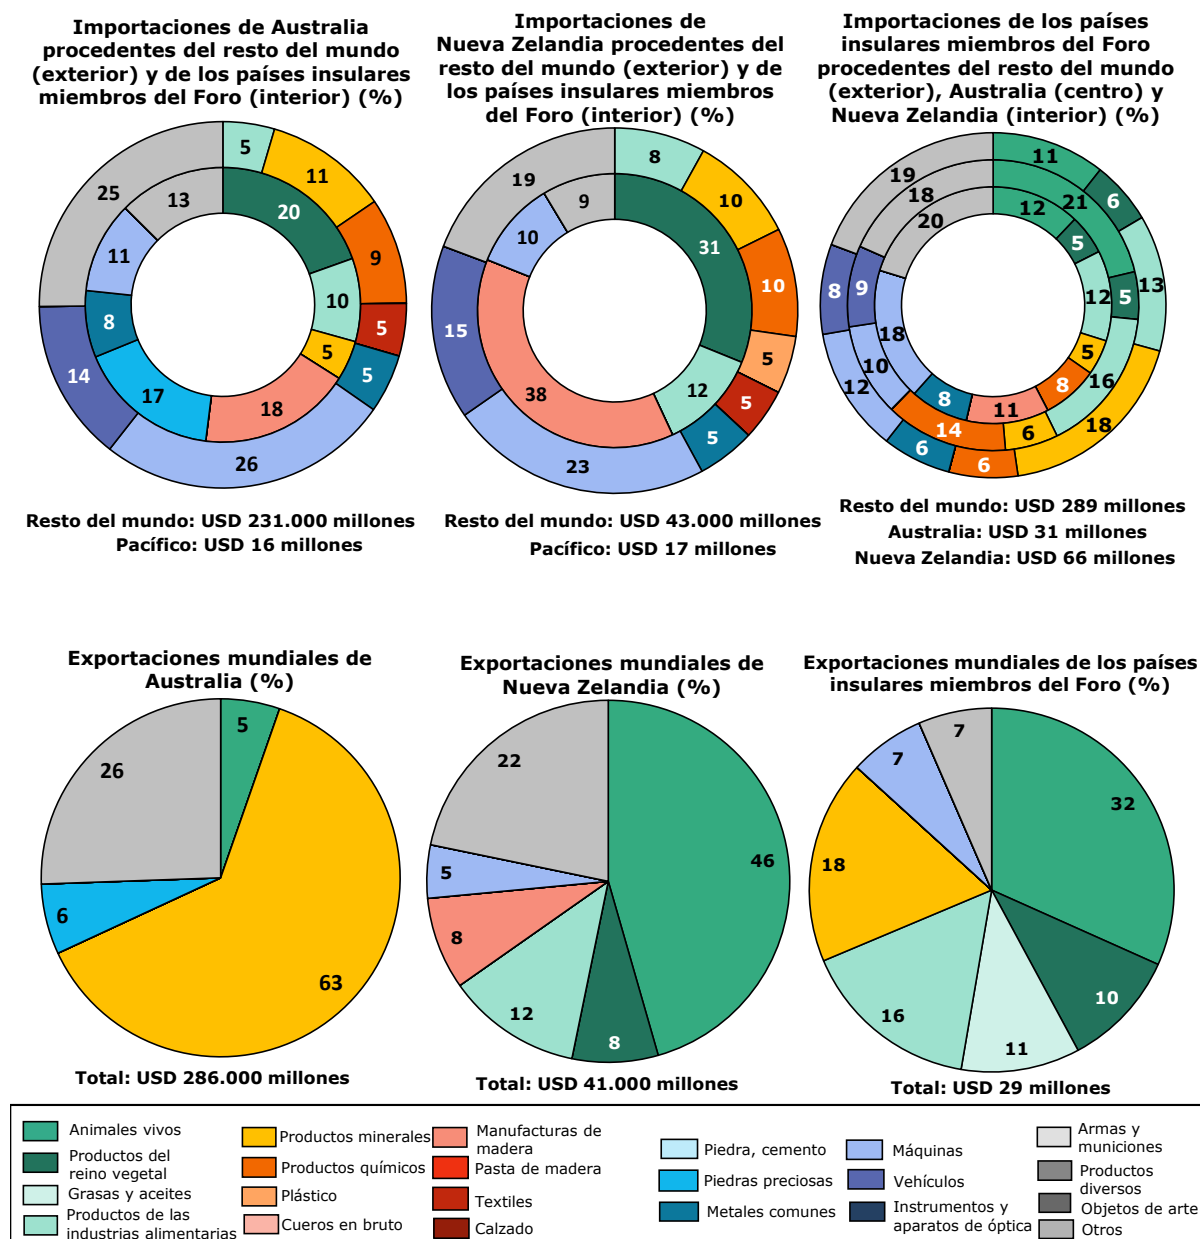 Importaciones de Australia
procedentes del resto del mundo
(exterior) y de los países insulares
miembros del Foro (interior) (%)
5
11
9
5
5
26
14
25
20
10
5
18
17
8
11
13
Resto del mundo: USD 231.000 millones
Pacífico: USD 16 millones
Importaciones de
Nueva Zelandia procedentes del
resto del mundo (exterior) y de
los países insulares miembros
del Foro (interior) (%)
8
10
10
5
5
5
23
15
19
31
12
38
10
9
Resto del mundo: USD 43.000 millones
Pacífico: USD 17 millones
Importaciones de los países
insulares miembros del Foro
procedentes del resto del mundo
(exterior), Australia (centro) y
Nueva Zelandia (interior) (%)
11
6
13
18
6
6
12
8
19
21
5
16
6
14
10
9
18
12
5
12
5
8
11
8
18
20
Resto del mundo: USD 289 millones
Australia: USD 31 millones
Nueva Zelandia: USD 66 millones
Exportaciones mundiales de
Australia (%)
5
63
6
26
Total: USD 286.000 millones
Exportaciones mundiales de
Nueva Zelandia (%)
46
8
12
8
5
22
Total: USD 41.000 millones
Exportaciones mundiales de los países
insulares miembros del Foro (%)
32
10
11
16
18
7
7
Total: USD 29 millones
Animales vivos
Productos del
reino vegetal
Grasas y aceites
Productos de las
industrias alimentarias
Productos minerales
Productos químicos
Plástico
Cueros en bruto
Manufacturas de
madera
Pasta de madera
Textiles
Calzado
Piedra, cemento
Piedras preciosas
Metales comunes
Máquinas
Vehículos
Instrumentos y
aparatos de óptica
Armas y
municiones
Productos
diversos
Objetos de arte
Otros